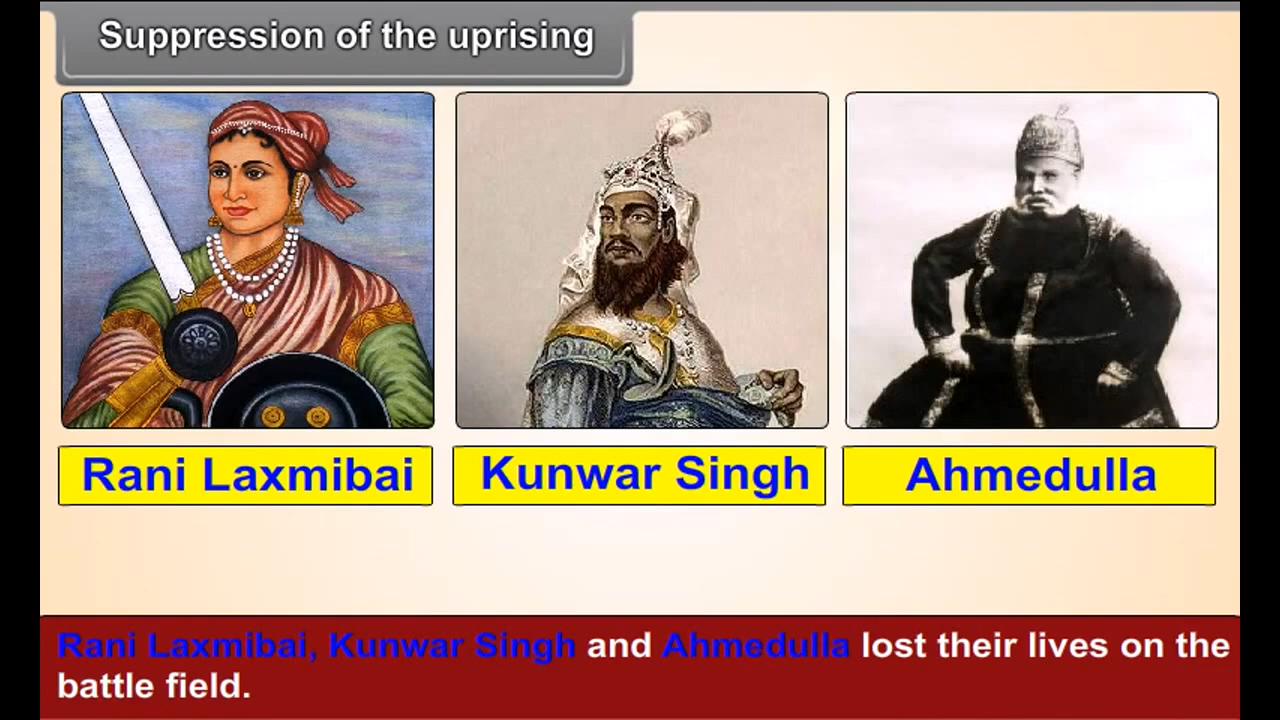 Suppression of the uprising
Rani Laxmibai
Kunwar Singh
Ahmedulla
Rani Laxmibai, Kunwar Singh and Ahmedulla lost their lives on the
battle field.